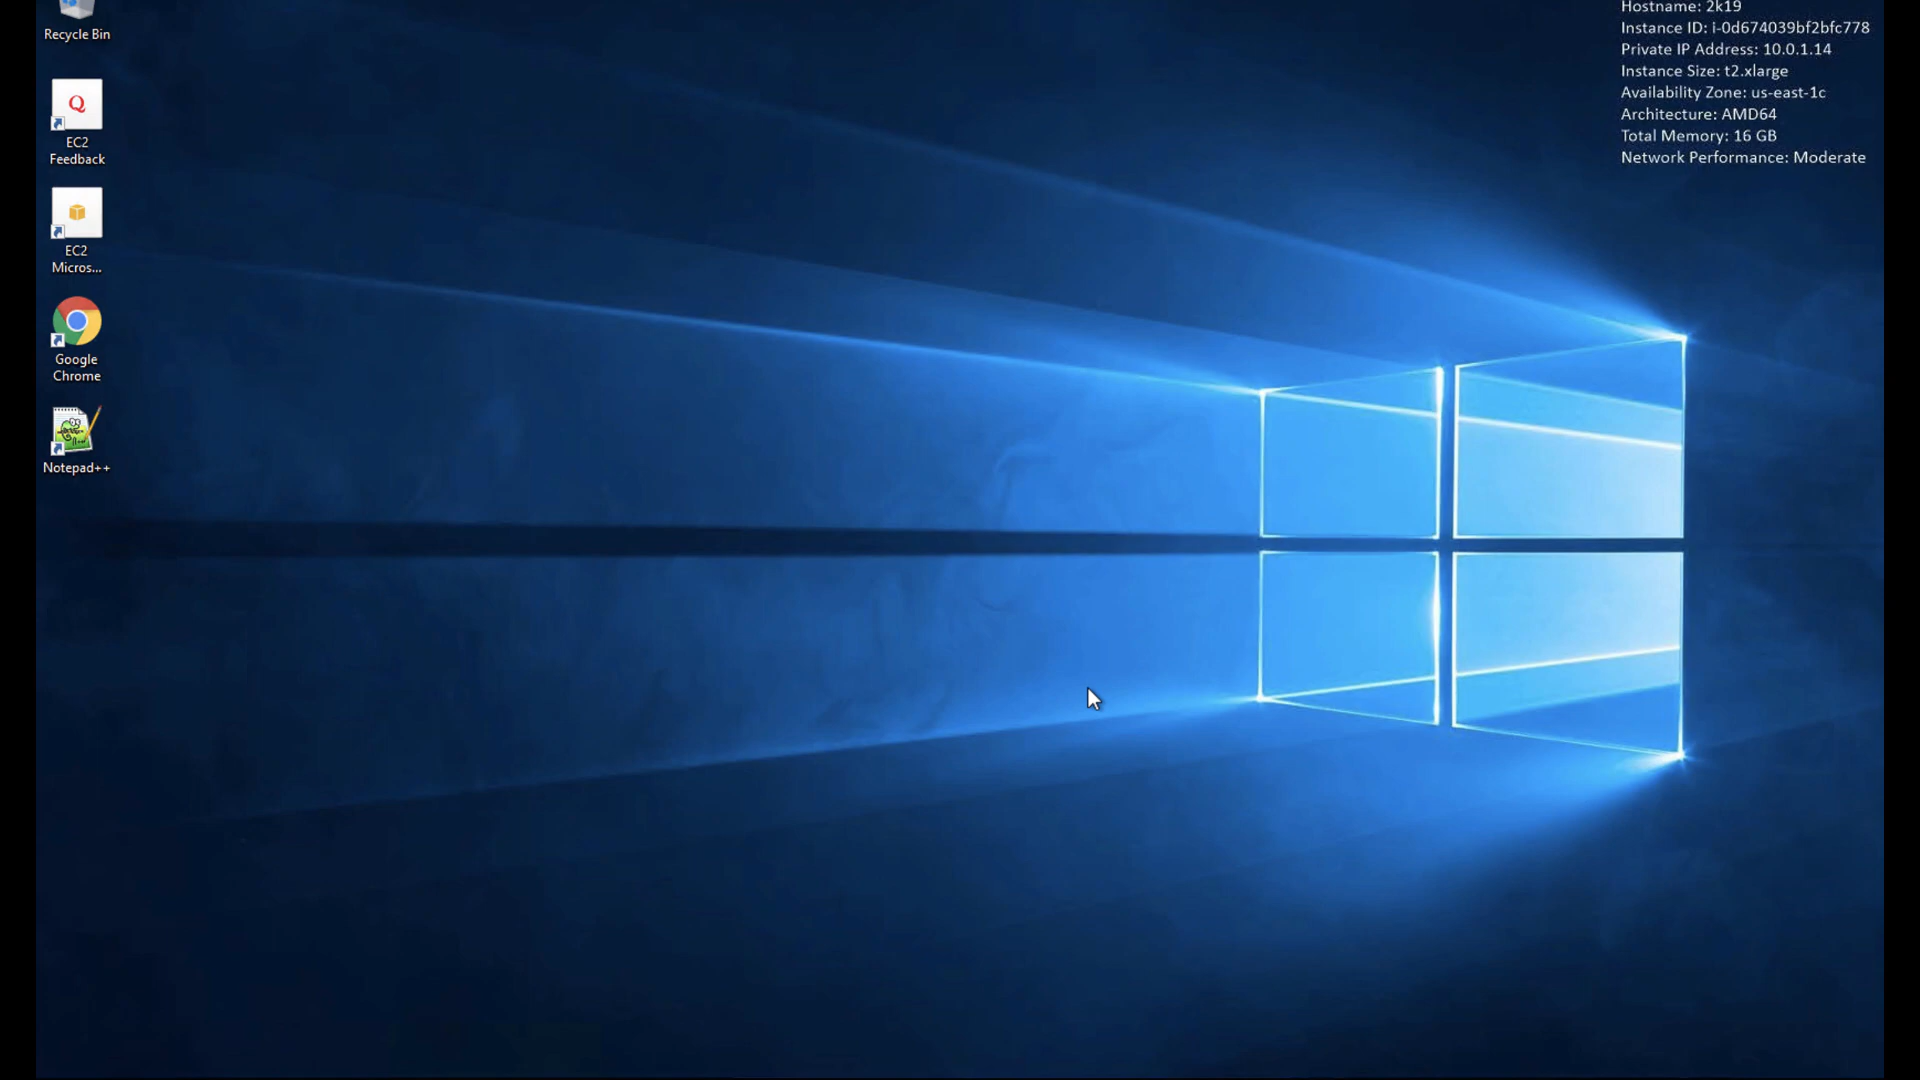 Recycle Bin
EC2
Feedback
EC2
Micros...
Google
Chrome
Notepad++
Hostname: 2k19
Instance ID: i-0d674039bf2bfc778
Private IP Address: 10.0.1.14
Instance Size: t2.xlarge
Availability Zone: us-east-1c
Architecture: AMD64
Total Memory: 16 GB
Network Performance: Moderate